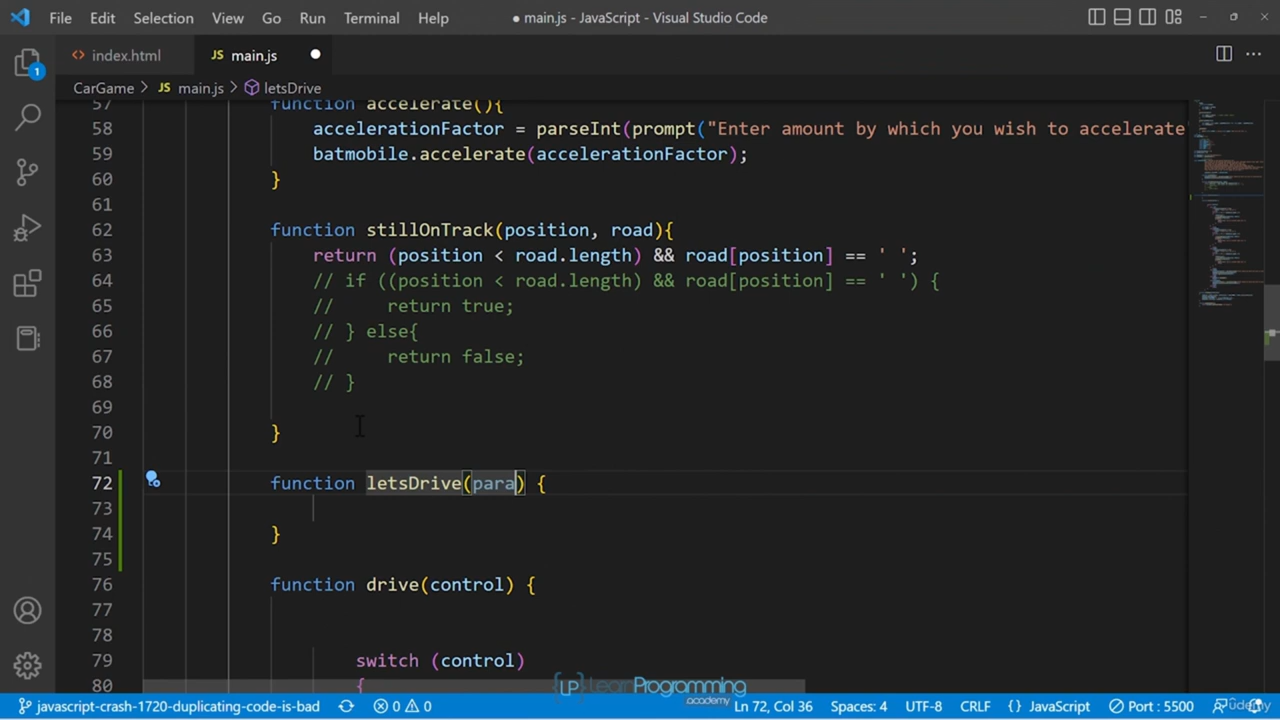 File Edit Selection View Go Run Terminal Help ● main.js - JavaScript - Visual Studio Code
<> index.html JS main.js ●
CarGame > JS main.js > letsDrive
57 function accelerate(){
58 accelerationFactor = parseInt(prompt("Enter amount by which you wish to accelerate
59 batmobile.accelerate(accelerationFactor);
60 }
61
62 function stillOnTrack(position, road){
63 return (position < road.length) && road[position] == ' ';
64 // if ((position < road.length) && road[position] == ' ') {
65 // return true;
66 // } else{
67 // return false;
68 // }
69
70 }
71
72 function letsDrive(para) {
73
74 }
75
76 function drive(control) {
77
78
79 switch (control)
80 {
LP LearnProgramming
.academy
1
javascript-crash-1720-duplicating-code-is-bad 0 0 Ln 72, Col 36 Spaces: 4 UTF-8 CRLF {} JavaScript Port : 5500
Udemy